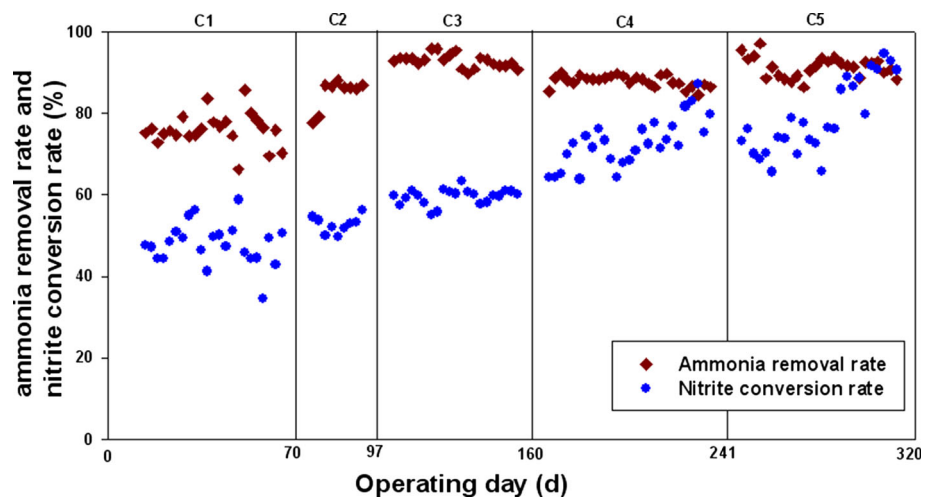 C1 C2 C3 C4 C5
100
80
60
40
20
0
ammonia removal rate and
nitrite conversion rate (%)
Ammonia removal rate
Nitrite conversion rate
0 70 97 160 241 320
Operating day (d)